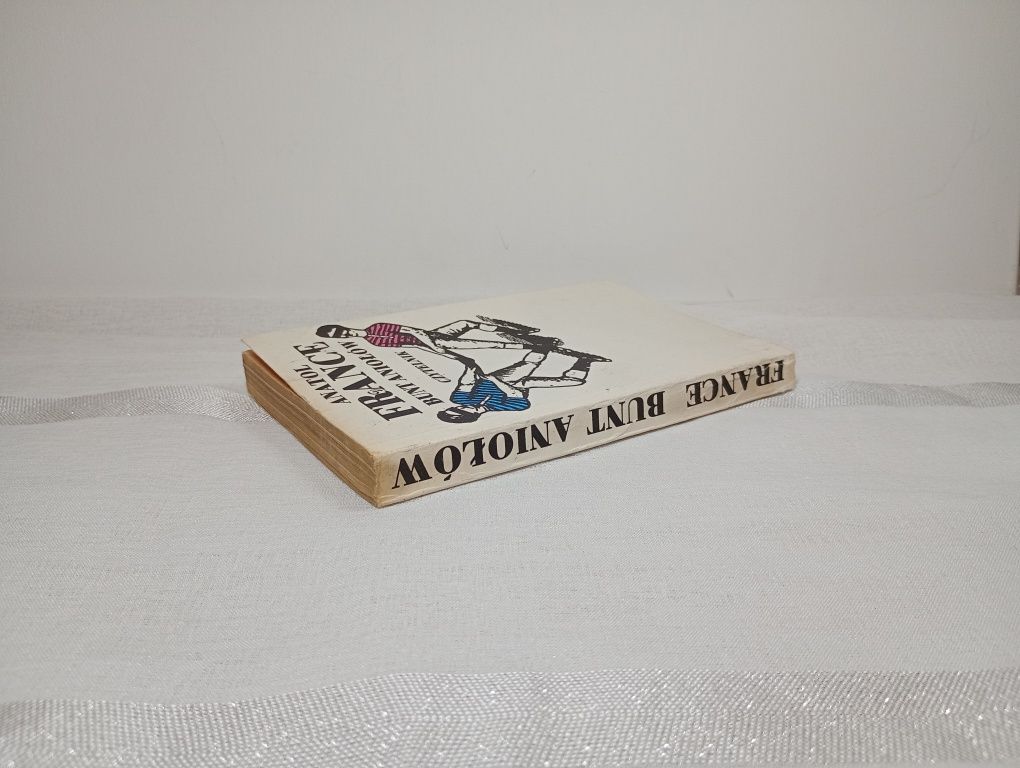 ANATOL
FRANCE
BUNT ANIOŁÓW
CZYTELNIK
FRANCE BUNT ANIOŁÓW